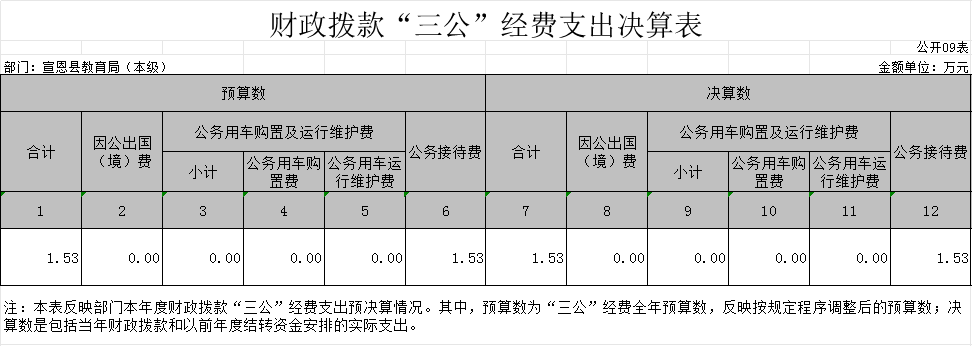 财政拨款“三公”经费支出决算表
公开09表
部门：宣恩县教育局（本级） 金额单位：万元
预算数 决算数
合计 因公出国（境）费 公务用车购置及运行维护费 公务接待费 合计 因公出国（境）费 公务用车购置及运行维护费 公务接待费
小计 公务用车购置费 公务用车运行维护费 小计 公务用车购置费 公务用车运行维护费
1 2 3 4 5 6 7 8 9 10 11 12
1.53 0.00 0.00 0.00 0.00 1.53 1.53 0.00 0.00 0.00 0.00 1.53
注：本表反映部门本年度财政拨款“三公”经费支出预决算情况。其中，预算数为“三公”经费全年预算数，反映按规定程序调整后的预算数；决
算数是包括当年财政拨款和以前年度结转资金安排的实际支出。